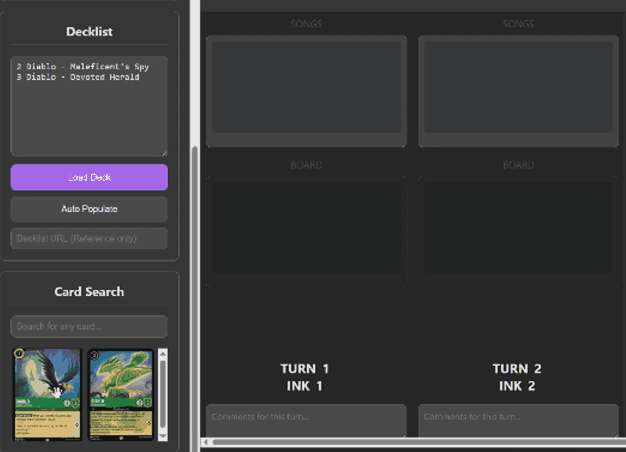 Decklist
2 Diablo - Maleficent's Spy
3 Diablo - Devoted Herald
Load Deck
Auto Populate
Decklist URL (Reference only)
Card Search
Search for any card...
SONGS
SONGS
BOARD
BOARD
TURN 1
INK 1
TURN 2
INK 2
Comments for this turn...
Comments for this turn...